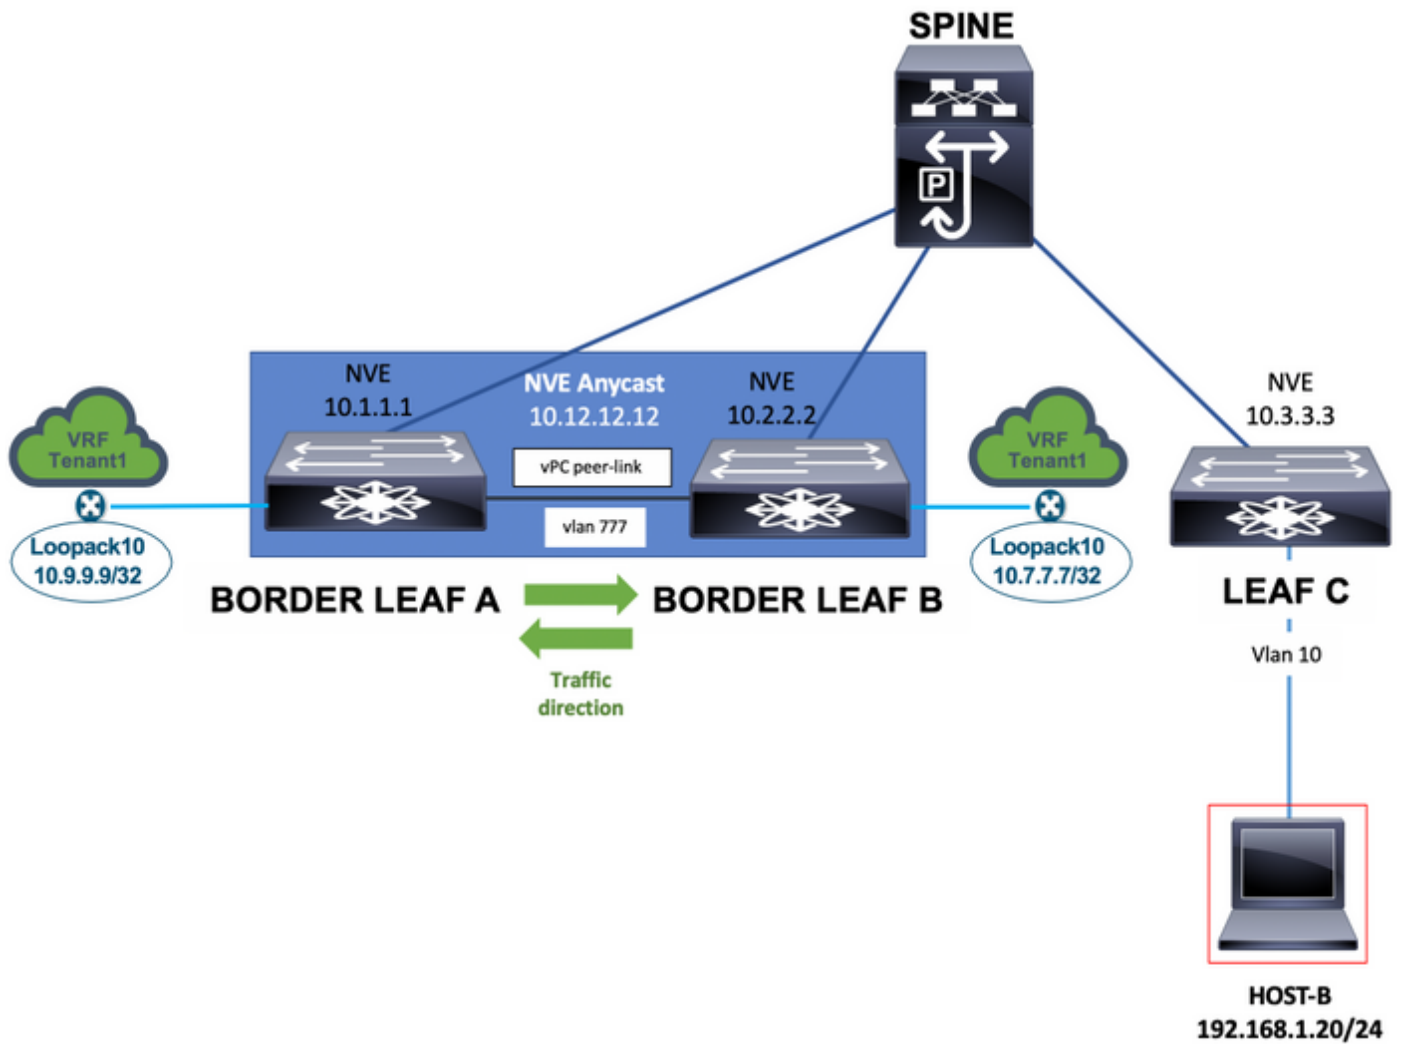 SPINE
P
NVE
10.1.1.1
NVE Anycast
10.12.12.12
NVE
10.2.2.2
NVE
10.3.3.3
VRF
Tenant1
vPC peer-link
vlan 777
VRF
Tenant1
Loopack10
10.9.9.9/32
Loopack10
10.7.7.7/32
BORDER LEAF A
BORDER LEAF B
LEAF C
Traffic
direction
Vlan 10
HOST-B
192.168.1.20/24